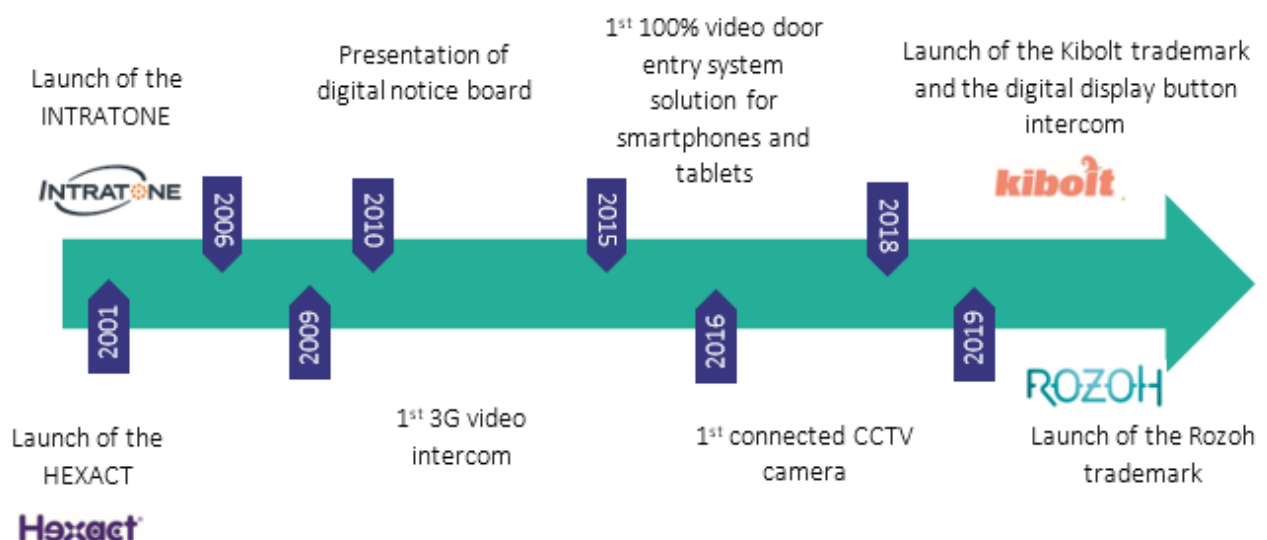 Launch of the
INTRATONE
INTRATONE
Presentation of
digital notice board
1st 100% video door
entry system
solution for
smartphones and
tablets
Launch of the Kibolt trademark
and the digital display button
intercom
kibolt
2006
2010
2015
2018
2001
2009
2016
2019
Launch of the
HEXACT
Hexact
1st 3G video
intercom
1st connected CCTV
camera
ROZOH
Launch of the Rozoh
trademark